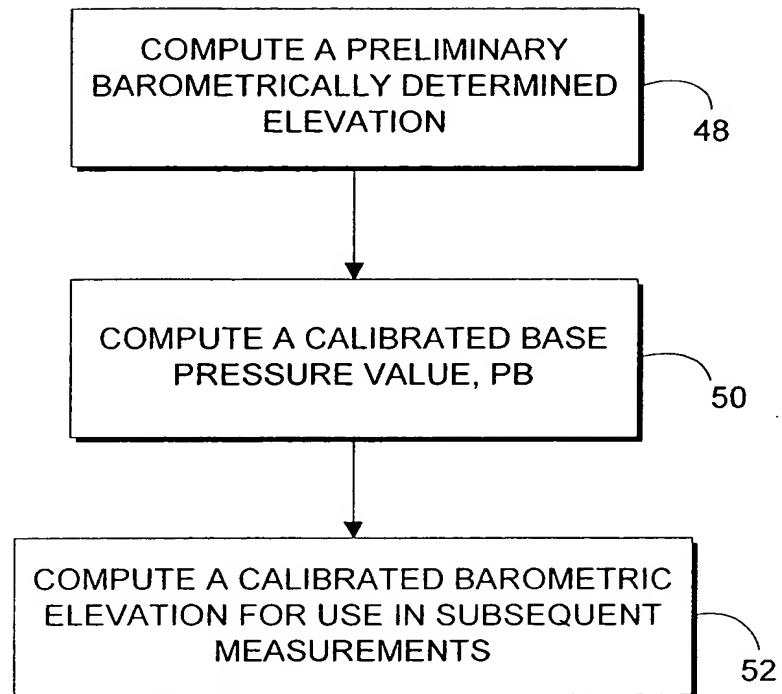 COMPUTE A PRELIMINARY
BAROMETRICALLY DETERMINED
ELEVATION
48
COMPUTE A CALIBRATED BASE
PRESSURE VALUE, PB
50
COMPUTE A CALIBRATED BAROMETRIC
ELEVATION FOR USE IN SUBSEQUENT
MEASUREMENTS
52